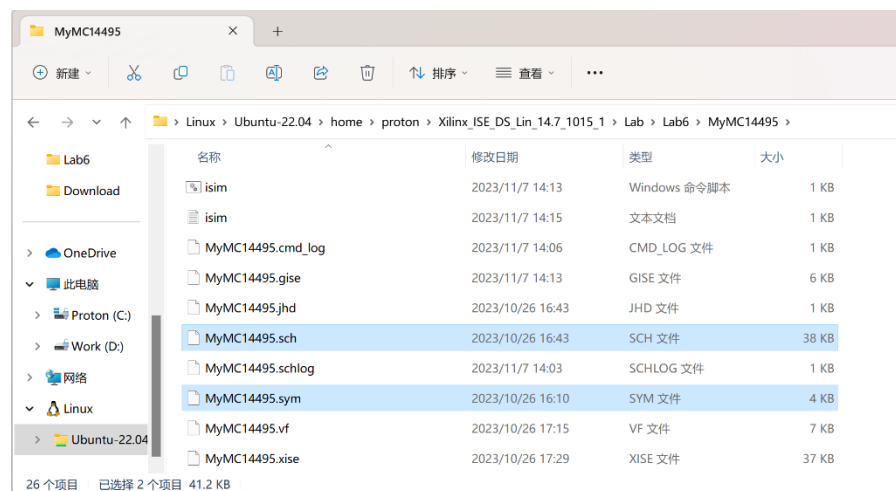 MyMC14495
新建 排序 查看
Linux > Ubuntu-22.04 > home > proton > Xilinx_ISE_DS_Lin_14.7_1015_1 > Lab > Lab6 > MyMC14495 >
Lab6
Download
OneDrive
此电脑
Proton (C:)
Work (D:)
网络
Linux
Ubuntu-22.04
名称 修改日期 类型 大小
isim 2023/11/7 14:13 Windows 命令脚本 1 KB
isim 2023/11/7 14:15 文本文档 1 KB
MyMC14495.cmd_log 2023/11/7 14:06 CMD_LOG 文件 1 KB
MyMC14495.gise 2023/11/7 14:13 GISE 文件 6 KB
MyMC14495.jhd 2023/10/26 16:43 JHD 文件 1 KB
MyMC14495.sch 2023/10/26 16:43 SCH 文件 38 KB
MyMC14495.schlog 2023/11/7 14:03 SCHLOG 文件 1 KB
MyMC14495.sym 2023/10/26 16:10 SYM 文件 4 KB
MyMC14495.vf 2023/10/26 17:15 VF 文件 7 KB
MyMC14495.xise 2023/10/26 17:29 XISE 文件 37 KB
26 个项目 已选择 2 个项目 41.2 KB